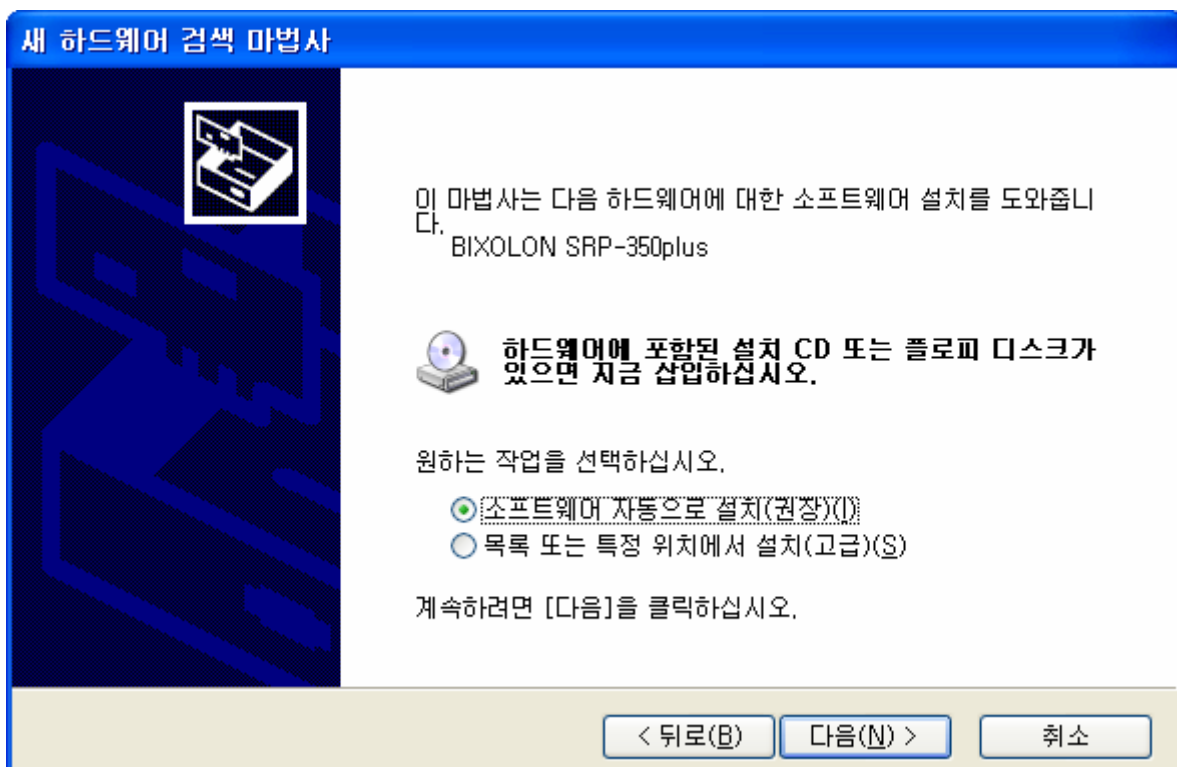 새 하드웨어 검색 마법사
이 마법사는 다음 하드웨어에 대한 소프트웨어 설치를 도와줍니
다.
BIXOLON SRP-350plus
하드웨어에 포함된 설치 CD 또는 플로피 디스크가
있으면 지금 삽입하십시오.
원하는 작업을 선택하십시오.
소프트웨어 자동으로 설치(권장)(I)
목록 또는 특정 위치에서 설치(고급)(S)
계속하려면 [다음]을 클릭하십시오.
< 뒤로(B) 다음(N) > 취소